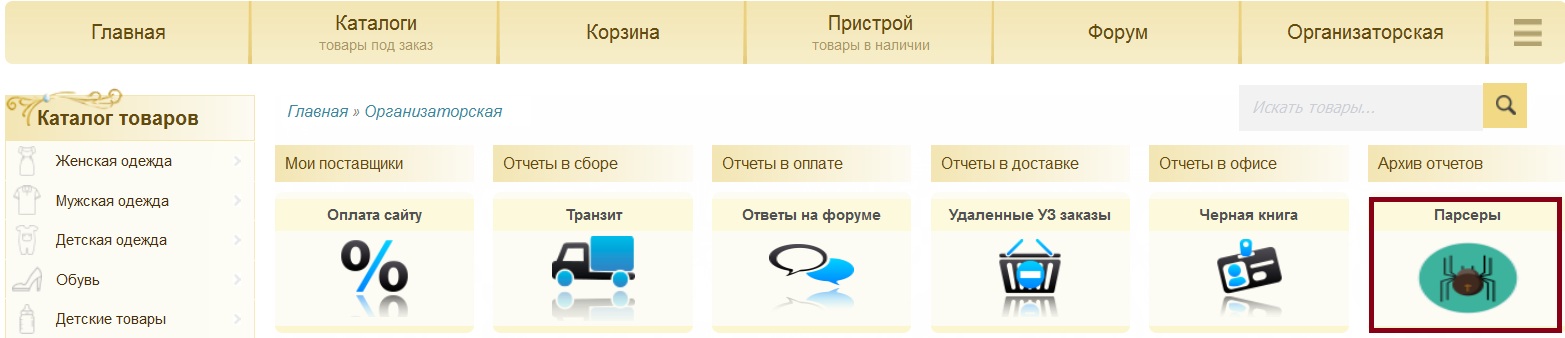 Главная
Каталоги
товары под заказ
Корзина
Пристрой
товары в наличии
Форум
Организаторская
Каталог товаров
Женская одежда
Мужская одежда
Детская одежда
Обувь
Детские товары
Главная » Организаторская
Искать товары...
Мои поставщики
Отчеты в сборе
Отчеты в оплате
Отчеты в доставке
Отчеты в офисе
Архив отчетов
Оплата сайту
Транзит
Ответы на форуме
Удаленные УЗ заказы
Черная книга
Парсеры
%